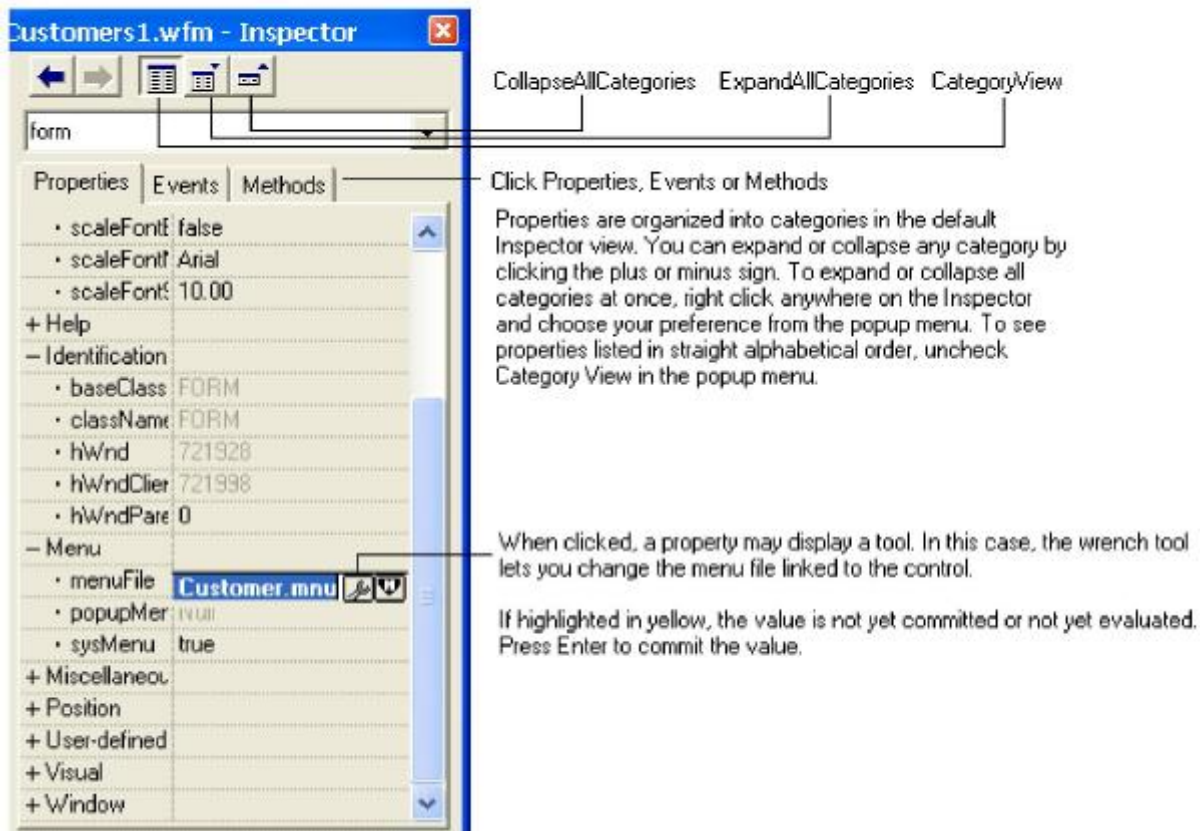 Customers1.wfm - Inspector
CollapseAllCategories ExpandAllCategories CategoryView
form
Properties Events Methods
Click Properties, Events or Methods
Properties are organized into categories in the default
Inspector view. You can expand or collapse any category by
clicking the plus or minus sign. To expand or collapse all
categories at once, right click anywhere on the Inspector
and choose your preference from the popup menu. To see
properties listed in straight alphabetical order, uncheck
Category View in the popup menu.
• scaleFontE false
• scaleFontN Arial
• scaleFontS 10.00
+ Help
– Identification
• baseClass FORM
• className FORM
• hWnd 721928
• hWndClier 721998
• hWndPare 0
– Menu
• menuFile Customer.mnu
• popupMer Null
• sysMenu true
+ Miscellaneou
+ Position
+ User-defined
+ Visual
+ Window
When clicked, a property may display a tool. In this case, the wrench tool
lets you change the menu file linked to the control.
If highlighted in yellow, the value is not yet committed or not yet evaluated.
Press Enter to commit the value.